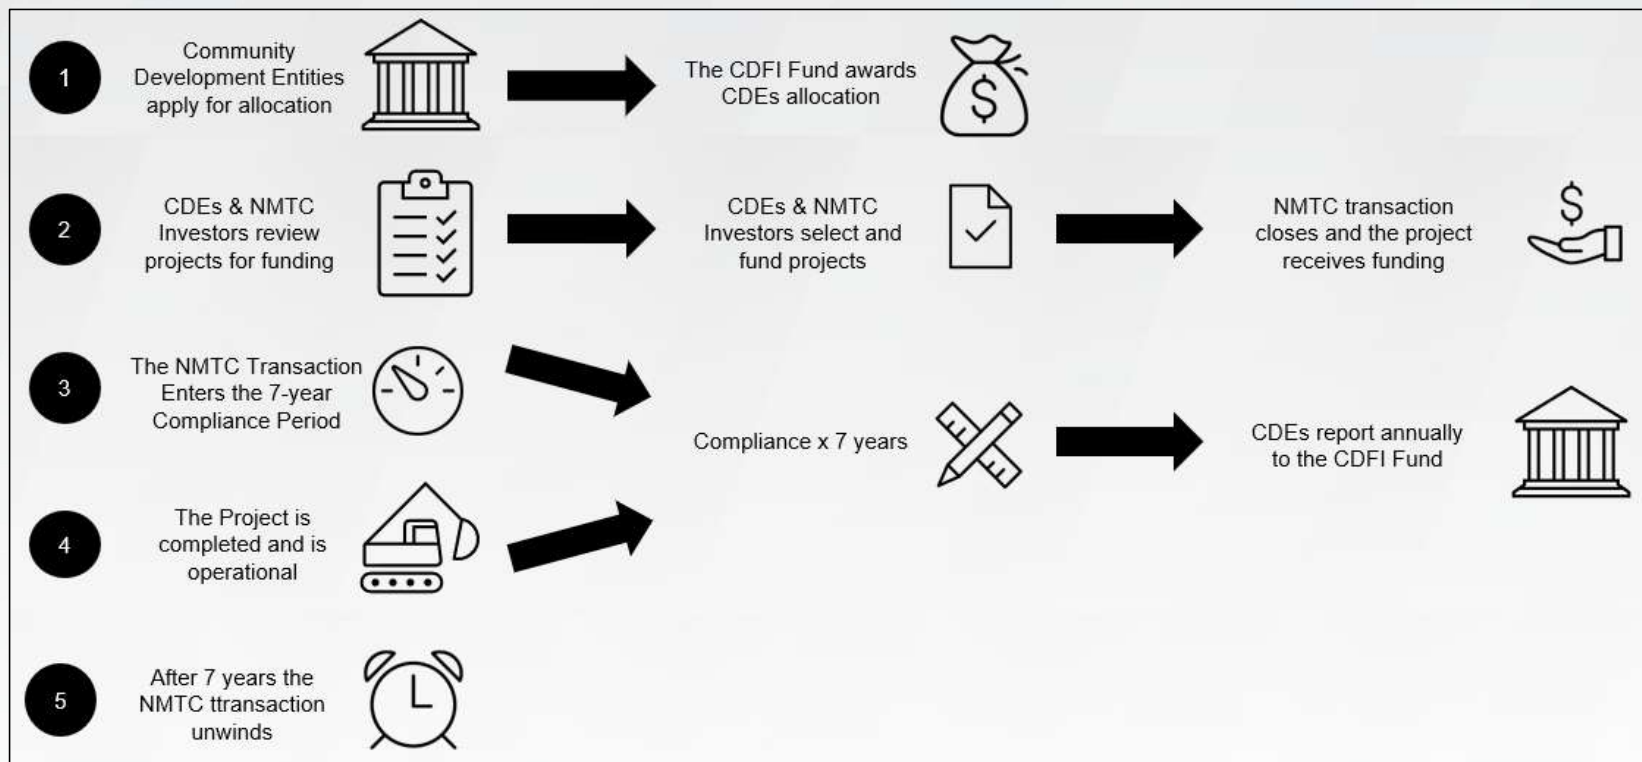 1
Community
Development Entities
apply for allocation
The CDFI Fund awards
CDEs allocation
$
2
CDEs & NMTC
Investors review
projects for funding
CDEs & NMTC
Investors select and
fund projects
NMTC transaction
closes and the project
receives funding
$
3
The NMTC Transaction
Enters the 7-year
Compliance Period
Compliance x 7 years
CDEs report annually
to the CDFI Fund
4
The Project is
completed and is
operational
5
After 7 years the
NMTC ttransaction
unwinds